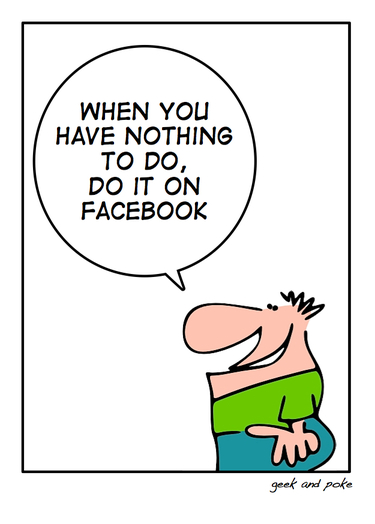 WHEN YOU
HAVE NOTHING
TO DO,
DO IT ON
FACEBOOK
geek and poke